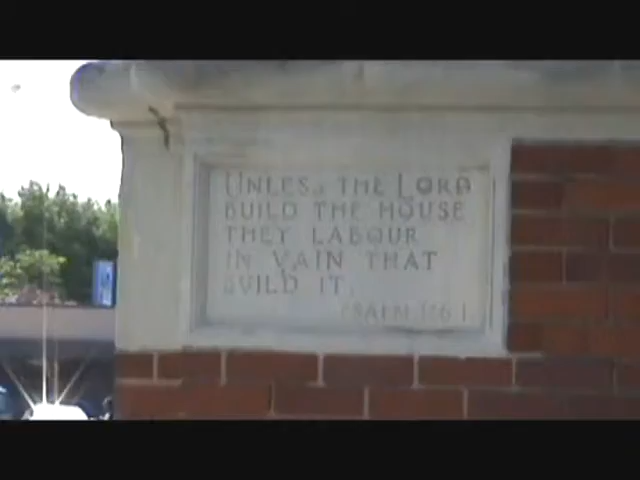 UNLESS THE LORD
BUILD THE HOUSE
THEY LABOUR
IN VAIN THAT
BUILD IT.
PSALM